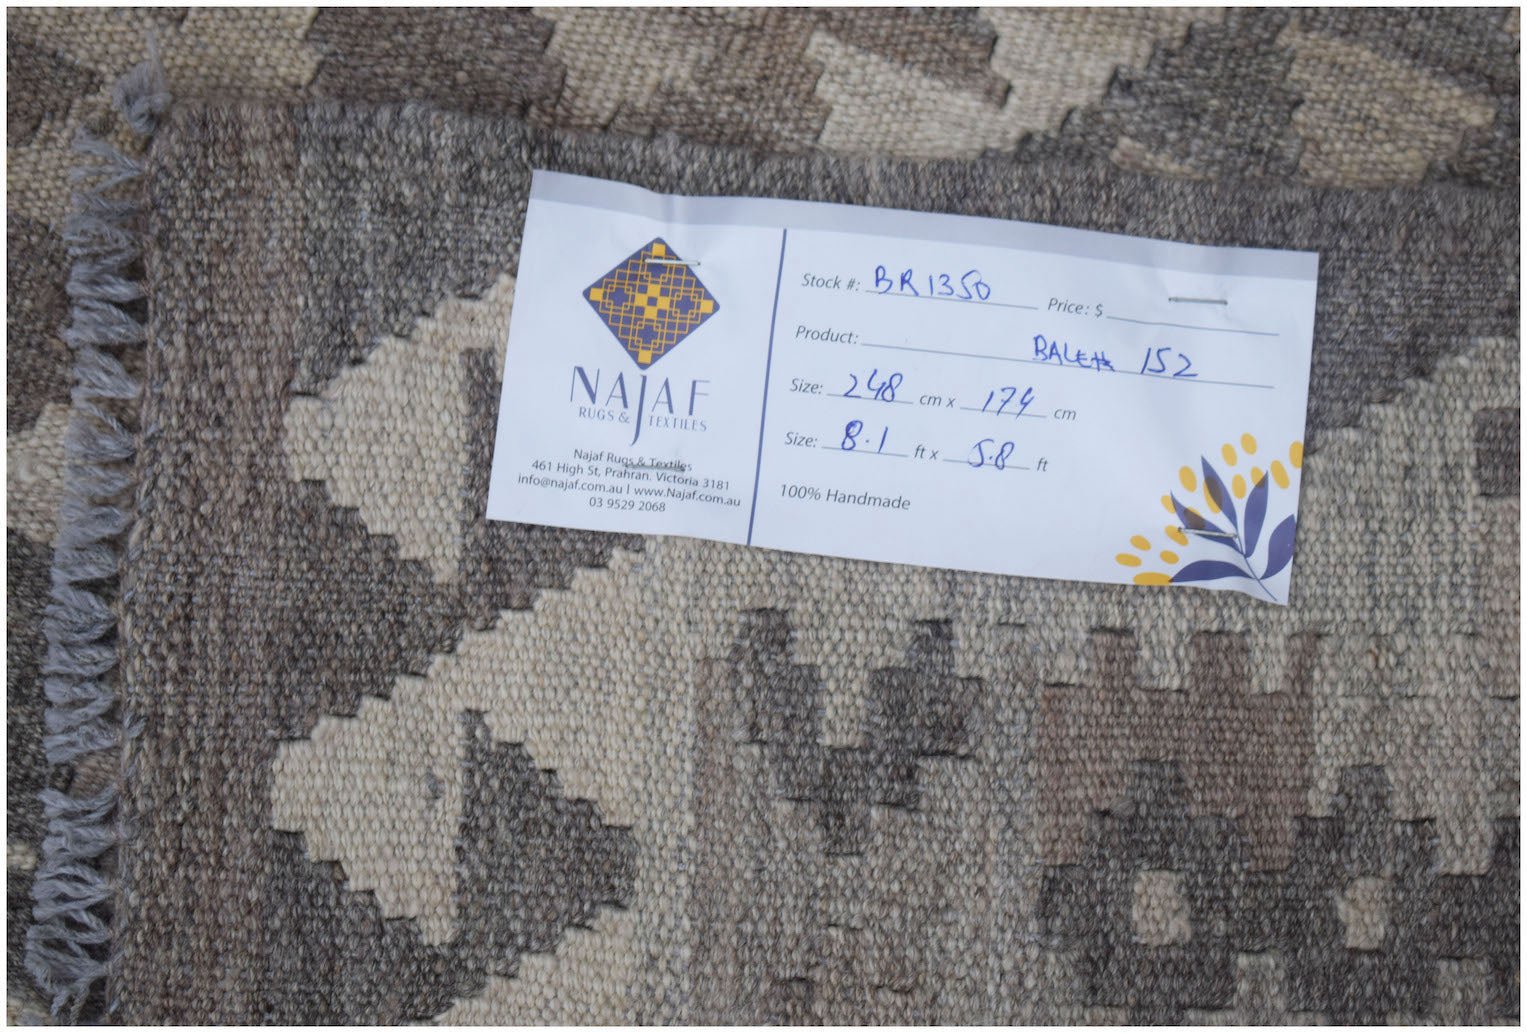 NAJAF
RUGS & TEXTILES
Najaf Rugs & Textiles
461 High St, Prahran. Victoria 3181
info@najaf.com.au | www.Najaf.com.au
03 9529 2068
Stock #: BR1350 Price: $
Product: BALE# 152
Size: 248 cm x 174 cm
Size: 8.1 ft x 5.8 ft
100% Handmade